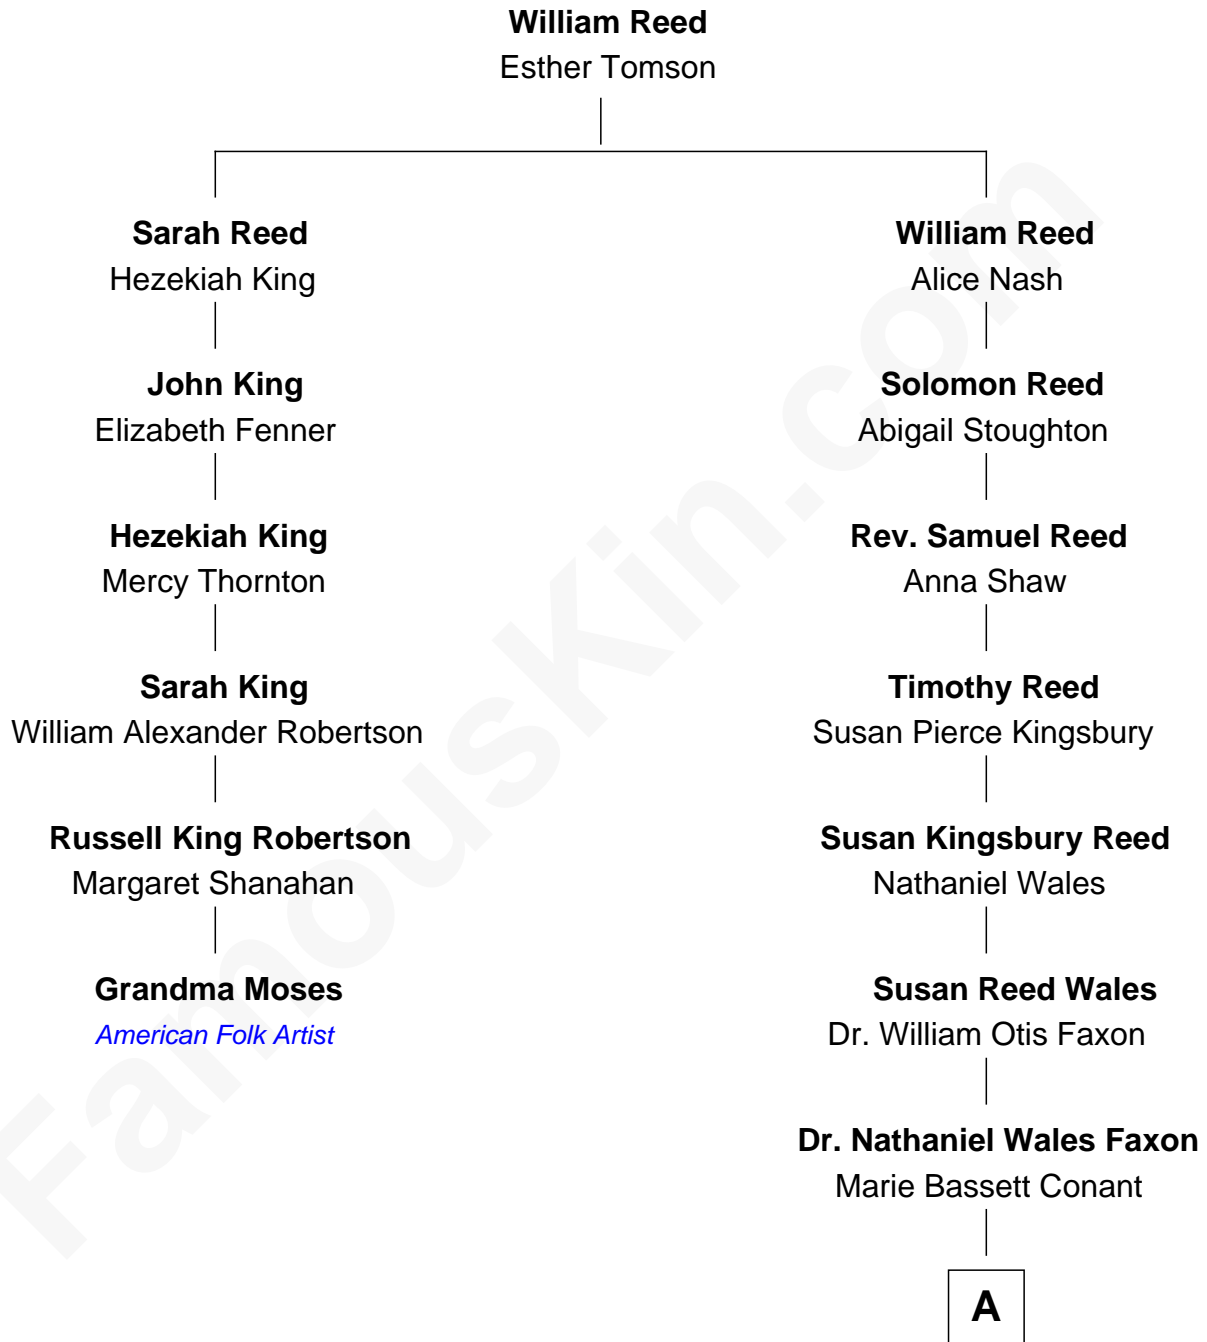 William Reed
Esther Tomson
Sarah Reed
Hezekiah King
John King
Elizabeth Fenner
Hezekiah King
Mercy Thornton
Sarah King
William Alexander Robertson
Russell King Robertson
Margaret Shanahan
Grandma Moses
American Folk Artist
William Reed
Alice Nash
Solomon Reed
Abigail Stoughton
Rev. Samuel Reed
Anna Shaw
Timothy Reed
Susan Pierce Kingsbury
Susan Kingsbury Reed
Nathaniel Wales
Susan Reed Wales
Dr. William Otis Faxon
Dr. Nathaniel Wales Faxon
Marie Bassett Conant
A
FamousKin.com